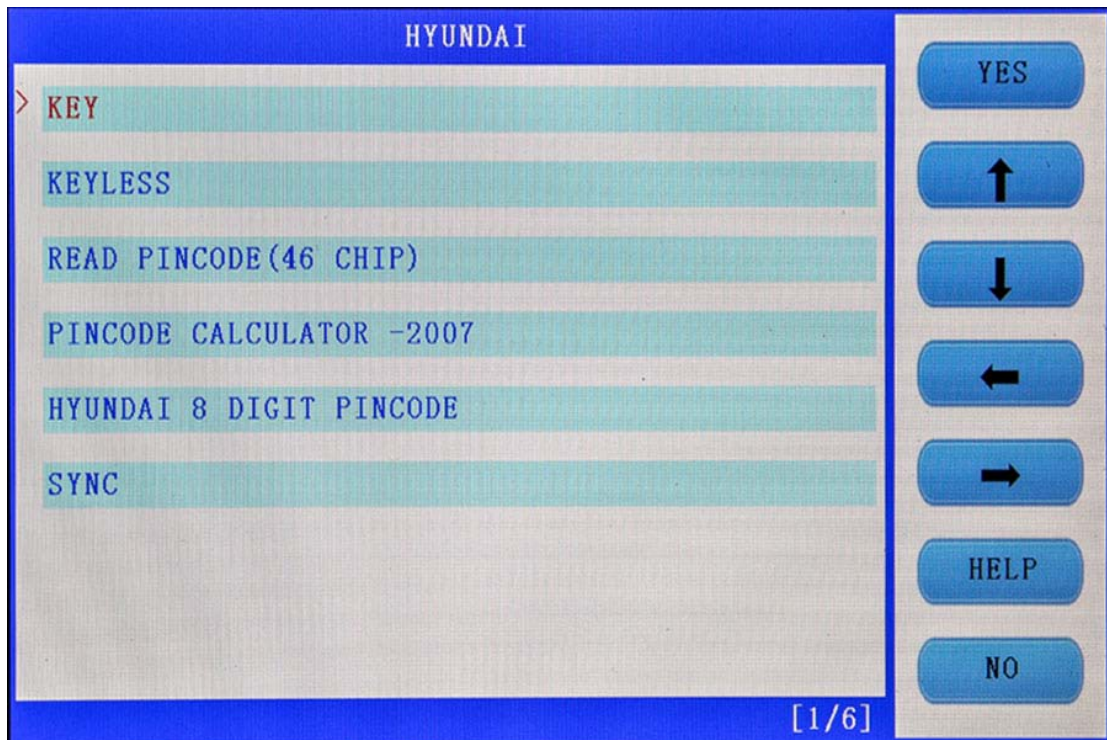 HYUNDAI
> KEY
KEYLESS
READ PINCODE(46 CHIP)
PINCODE CALCULATOR -2007
HYUNDAI 8 DIGIT PINCODE
SYNC
[1/6]
YES
↑
↓
←
→
HELP
NO